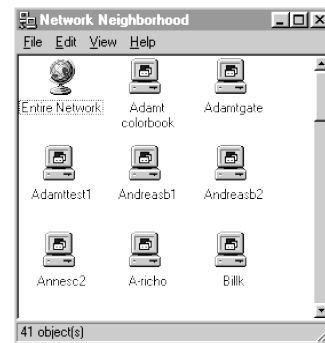 Network Neighborhood
File Edit View Help
Entire Network
Adamt
colorbook
Adamtgate
Adamttest1
Andreasb1
Andreasb2
Annesc2
A-richo
Billk
41 object(s)